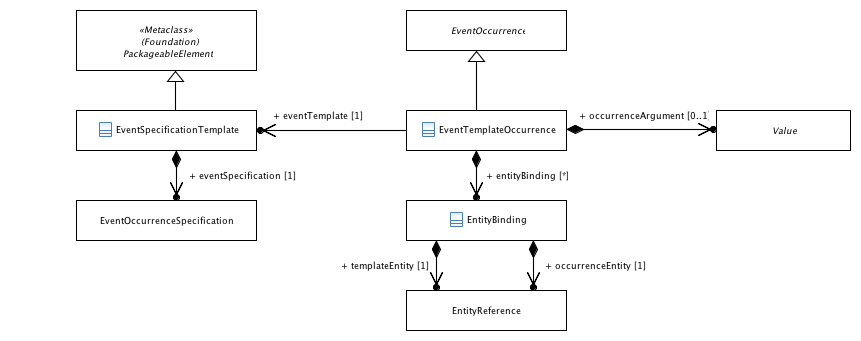 «Metaclass»
(Foundation)
PackageableElement
EventOccurrence
+ eventTemplate [1]
+ occurrenceArgument [0..1]
EventSpecificationTemplate
EventTemplateOccurrence
Value
+ eventSpecification [1]
+ entityBinding [*]
EventOccurrenceSpecification
EntityBinding
+ templateEntity [1]
+ occurrenceEntity [1]
EntityReference